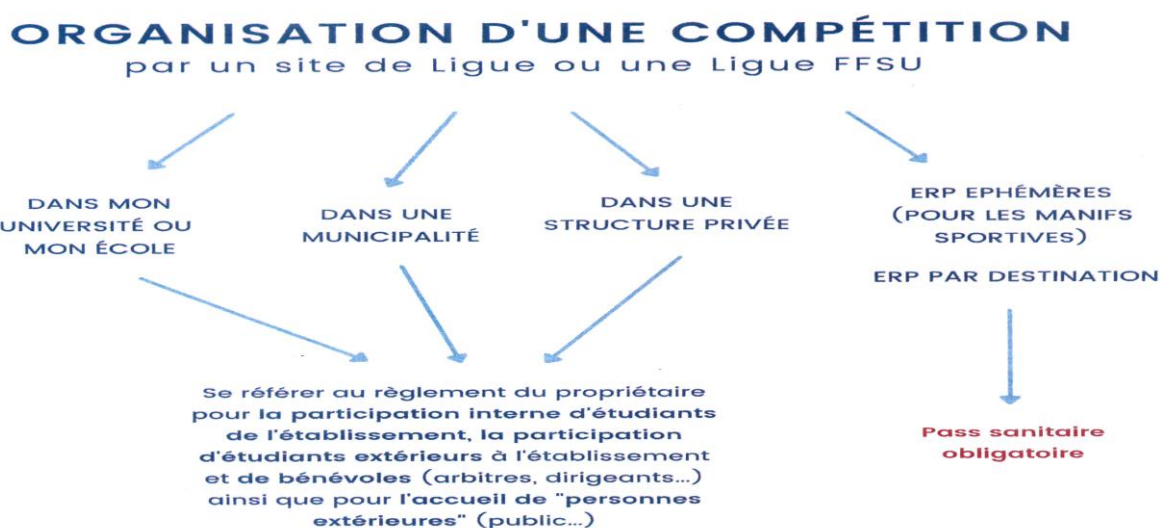 ORGANISATION D'UNE COMPÉTITION
par un site de Ligue ou une Ligue FFSU
DANS MON
UNIVERSITÉ OU
MON ÉCOLE
DANS UNE
MUNICIPALITÉ
DANS UNE
STRUCTURE PRIVÉE
ERP EPHÉMÈRES
(POUR LES MANIFS
SPORTIVES)
ERP PAR DESTINATION
Se référer au règlement du propriétaire
pour la participation interne d'étudiants
de l'établissement, la participation
d'étudiants extérieurs à l'établissement
et de bénévoles (arbitres, dirigeants...)
ainsi que pour l'accueil de "personnes
extérieures" (public...)
Pass sanitaire
obligatoire